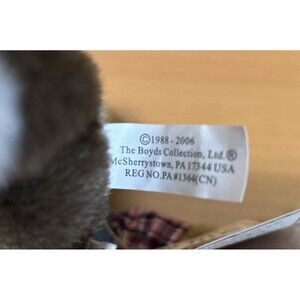 ©1988-2006
The Boyds Collection, Ltd.®
McSherrystown, PA 17344 USA
REG NO.PA#1364(CN)